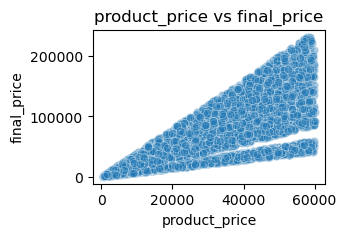 product_price vs final_price
final_price
200000
100000
0
0 20000 40000 60000
product_price